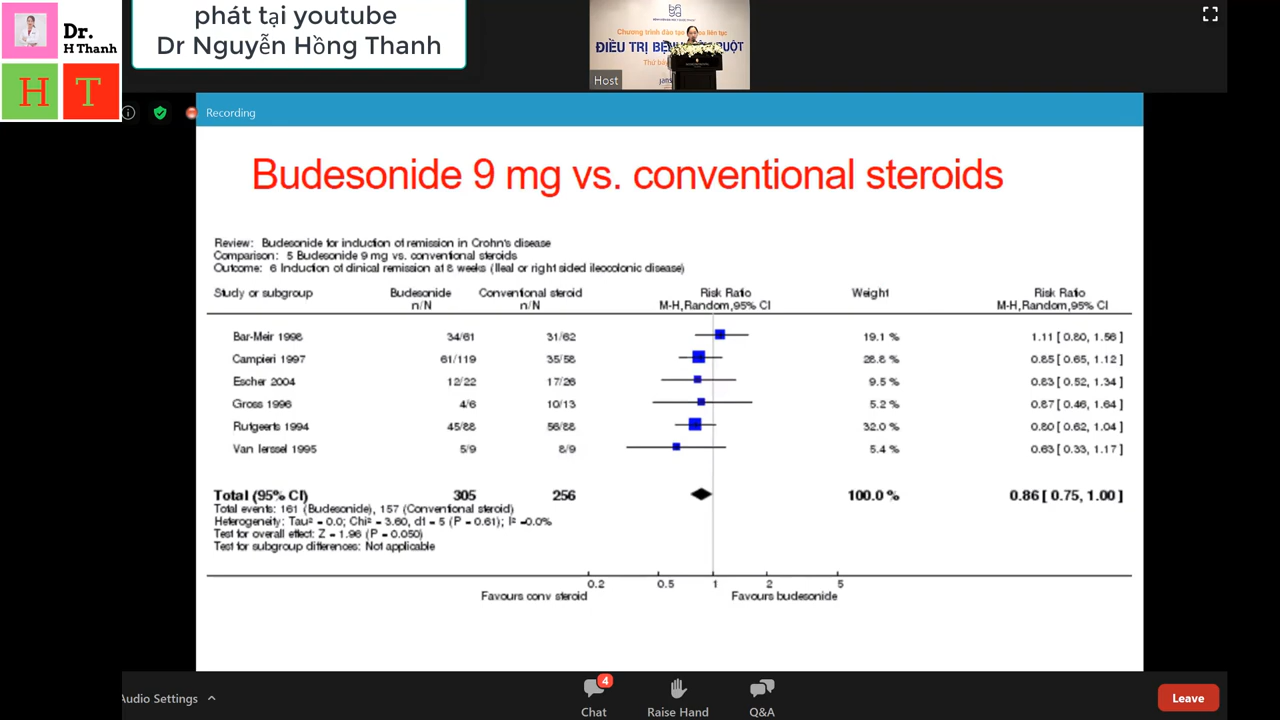 phát tại youtube
Dr Nguyễn Hồng Thanh
Dr.
H Thanh
H T
Chương trình đào tạo
liên tục
ĐIỀU TRỊ BỆNH
RUỘT
Host
Recording
Budesonide 9 mg vs. conventional steroids
Review: Budesonide for induction of remission in Crohn's disease
Comparison: 5 Budesonide 9 mg vs. conventional steroids
Outcome: 6 Induction of clinical remission at 8 weeks (Ileal or right sided ileocolonic disease)
Study or subgroup Budesonide Conventional steroid Risk Ratio Weight Risk Ratio
n/N n/N M-H,Random,95% CI M-H,Random,95% CI
Bar-Meir 1998 34/61 31/62 19.1 % 1.11 [ 0.80, 1.56 ]
Campieri 1997 61/119 35/58 28.8 % 0.85 [ 0.65, 1.12 ]
Escher 2004 12/22 17/26 9.5 % 0.83 [ 0.52, 1.34 ]
Gross 1996 4/6 10/13 5.2 % 0.87 [ 0.46, 1.64 ]
Rutgeerts 1994 45/88 56/88 32.0 % 0.80 [ 0.62, 1.04 ]
Van Ierssel 1995 5/9 8/9 5.4 % 0.63 [ 0.33, 1.17 ]
Total (95% CI) 305 256 100.0 % 0.86 [ 0.75, 1.00 ]
Total events: 161 (Budesonide), 157 (Conventional steroid)
Heterogeneity: Tau² = 0.0; Chi² = 3.60, df = 5 (P = 0.61); I² =0.0%
Test for overall effect: Z = 1.96 (P = 0.050)
Test for subgroup differences: Not applicable
0.2 0.5 1 2 5
Favours conv steroid Favours budesonide
Audio Settings
4
Chat
Raise Hand
Q&A
Leave